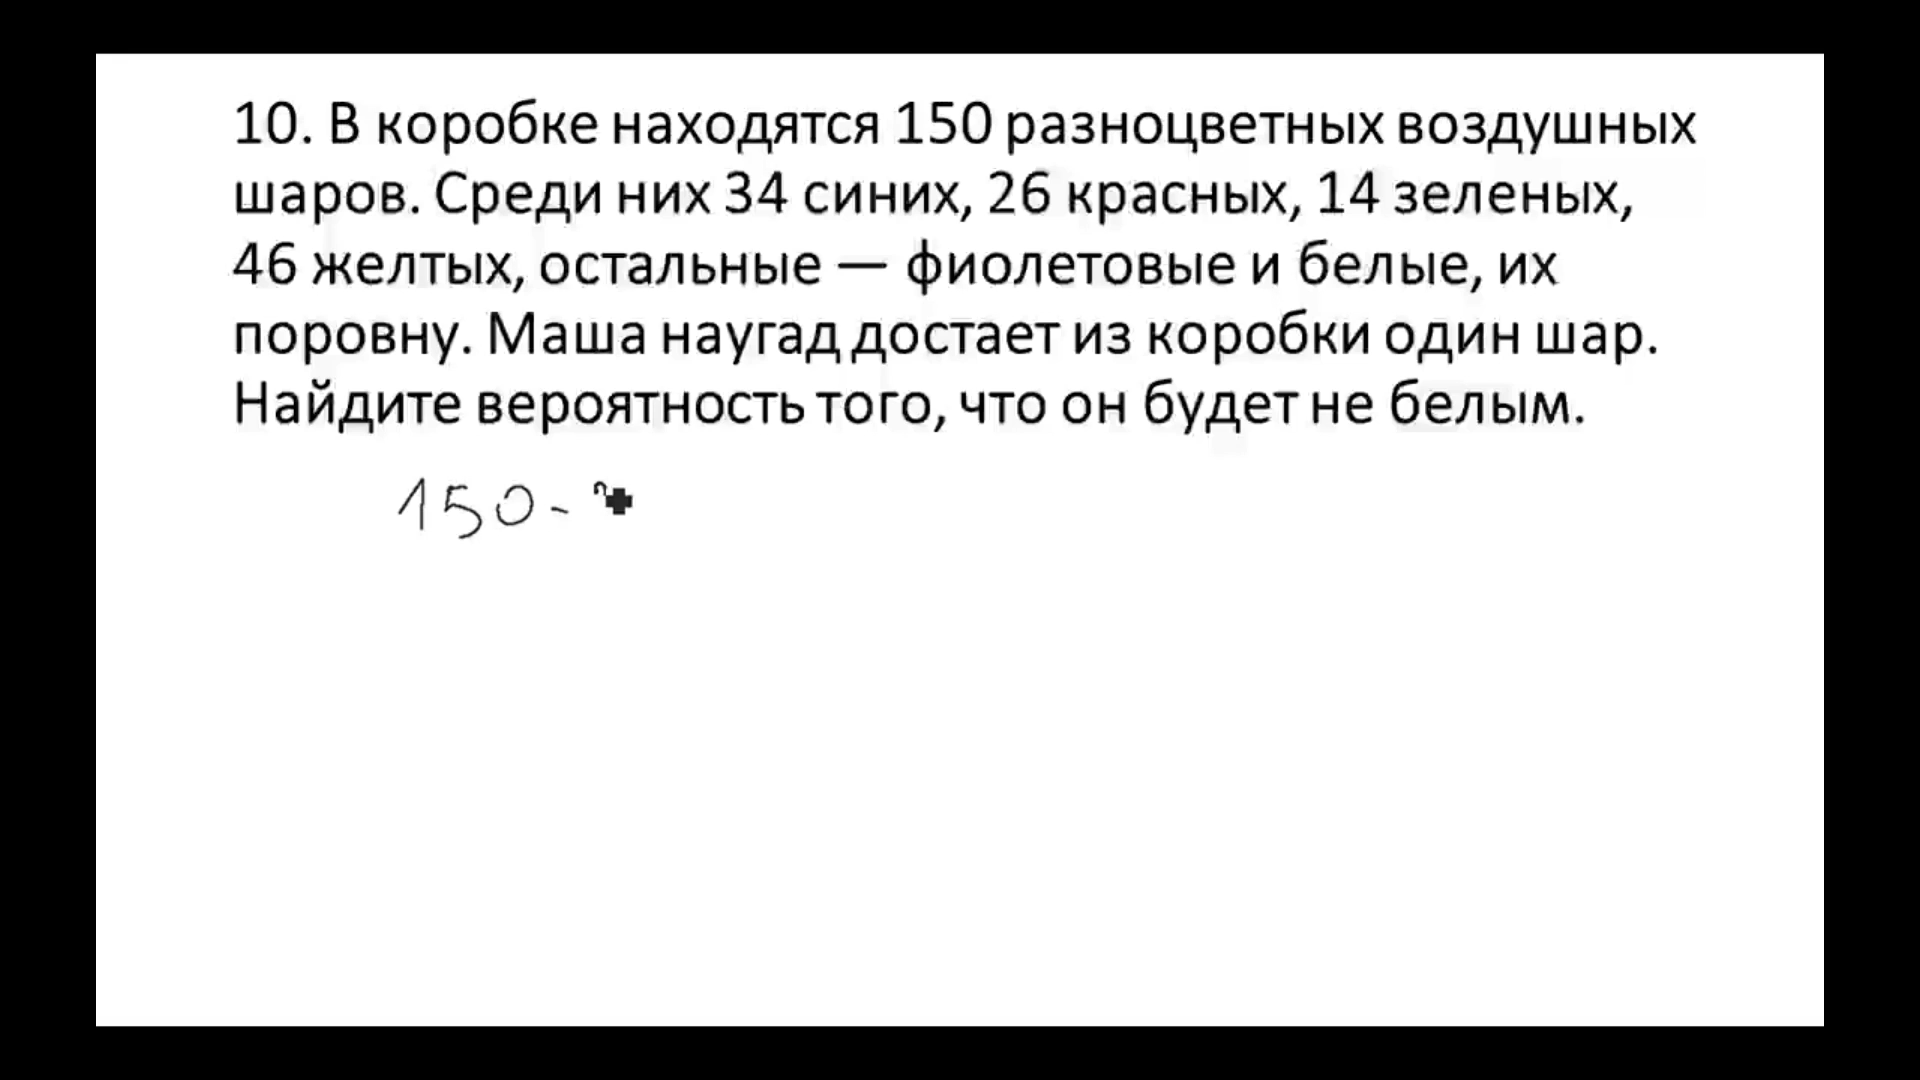 10. В коробке находятся 150 разноцветных воздушных
шаров. Среди них 34 синих, 26 красных, 14 зеленых,
46 желтых, остальные — фиолетовые и белые, их
поровну. Маша наугад достает из коробки один шар.
Найдите вероятность того, что он будет не белым.
150 -